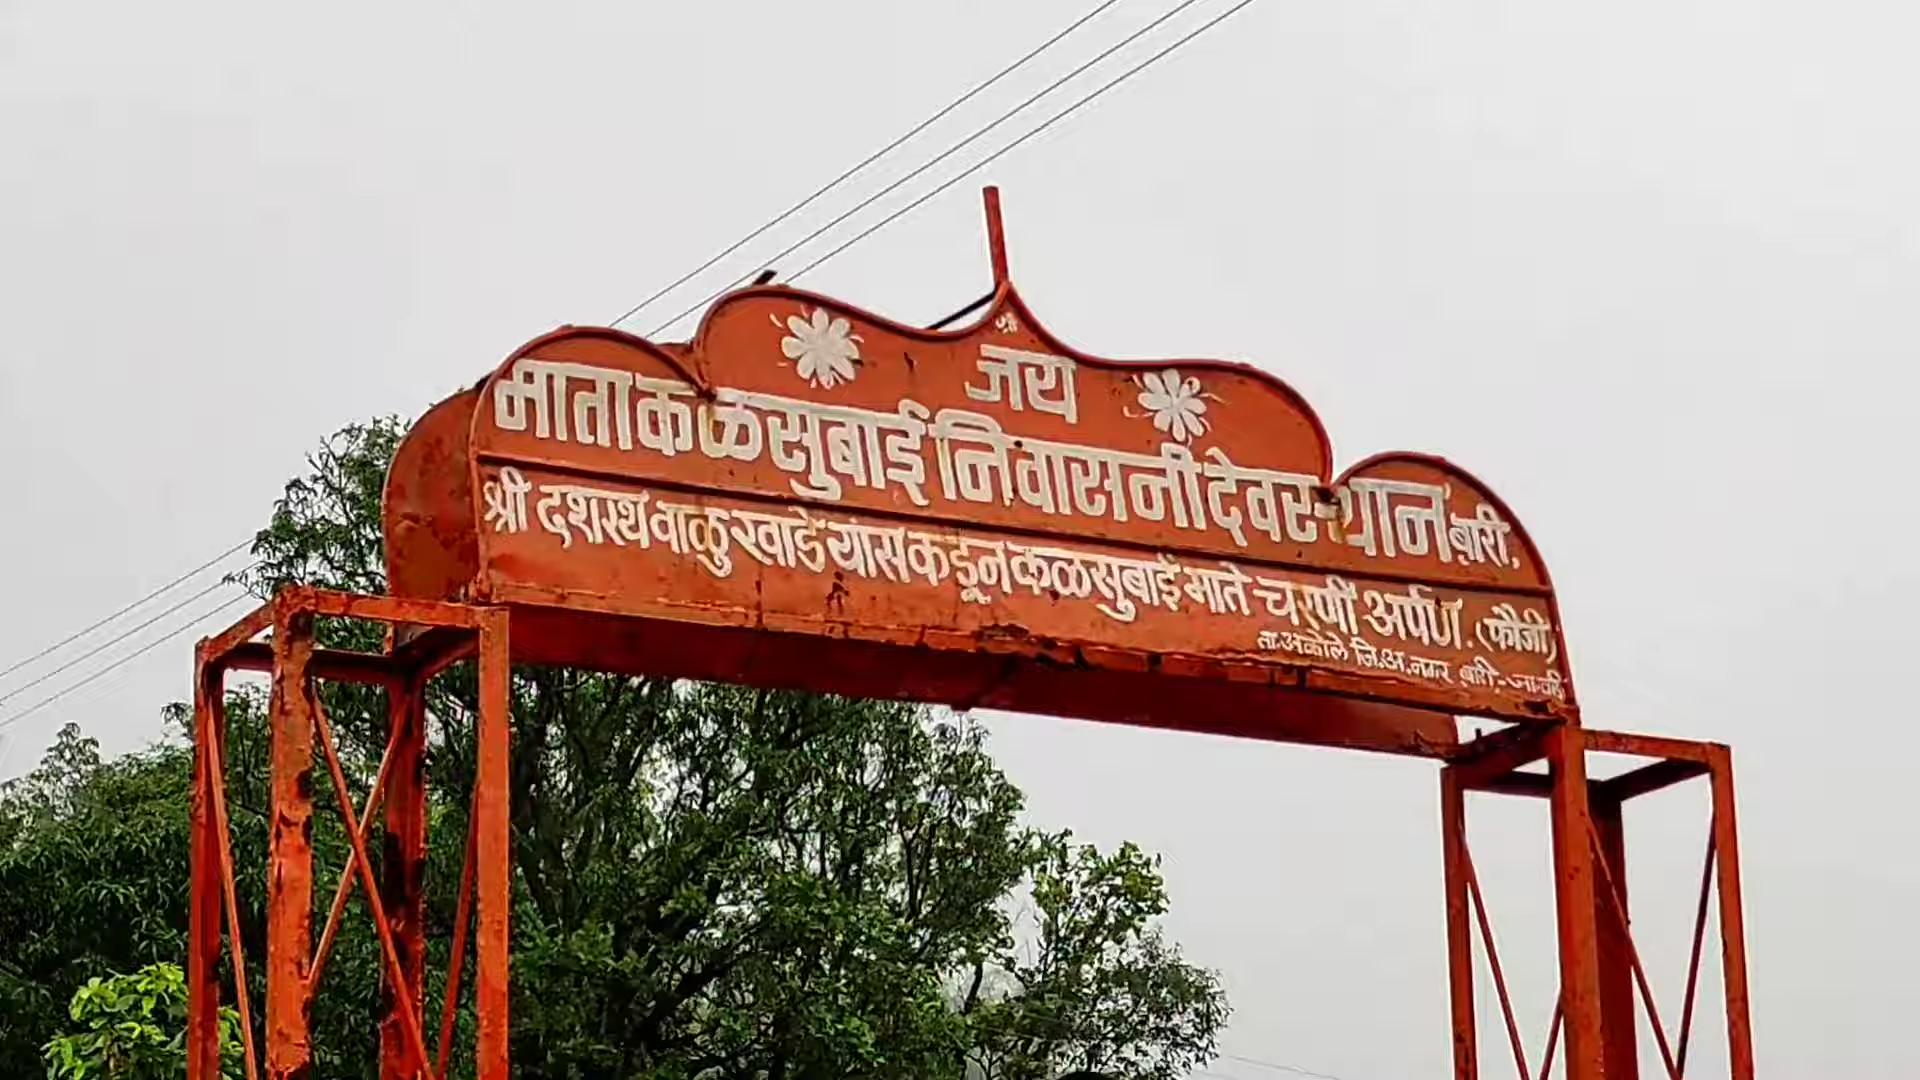 श्री
जय
माता कळसुबाई निवासनी देवस्थान बारी.
श्री दशरथ वाळु खाडे यांसकडून कळसुबाई माते चरणी अर्पण. (फौजी)
ता.अकोले जि.अ.नगर बारी-